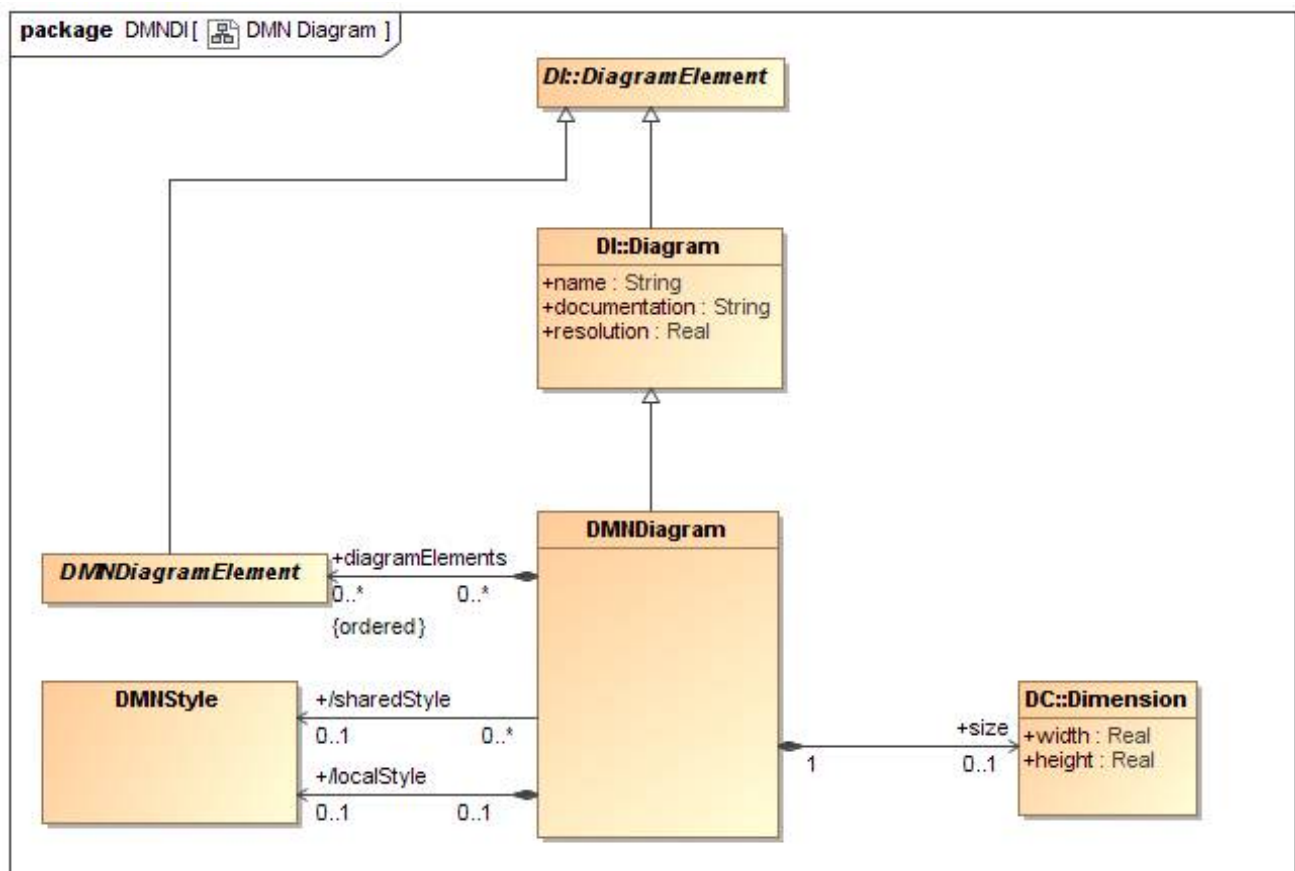 package DMNDI[ DMN Diagram ]
DI::DiagramElement
DI::Diagram
+name : String
+documentation : String
+resolution : Real
DMNDiagram
+diagramElements
DMNDiagramElement
0..* 0..*
{ordered}
DMNStyle
+/sharedStyle
0..1 0..*
+/localStyle
0..1 0..1
DC::Dimension
+size
+width : Real
+height : Real
1 0..1